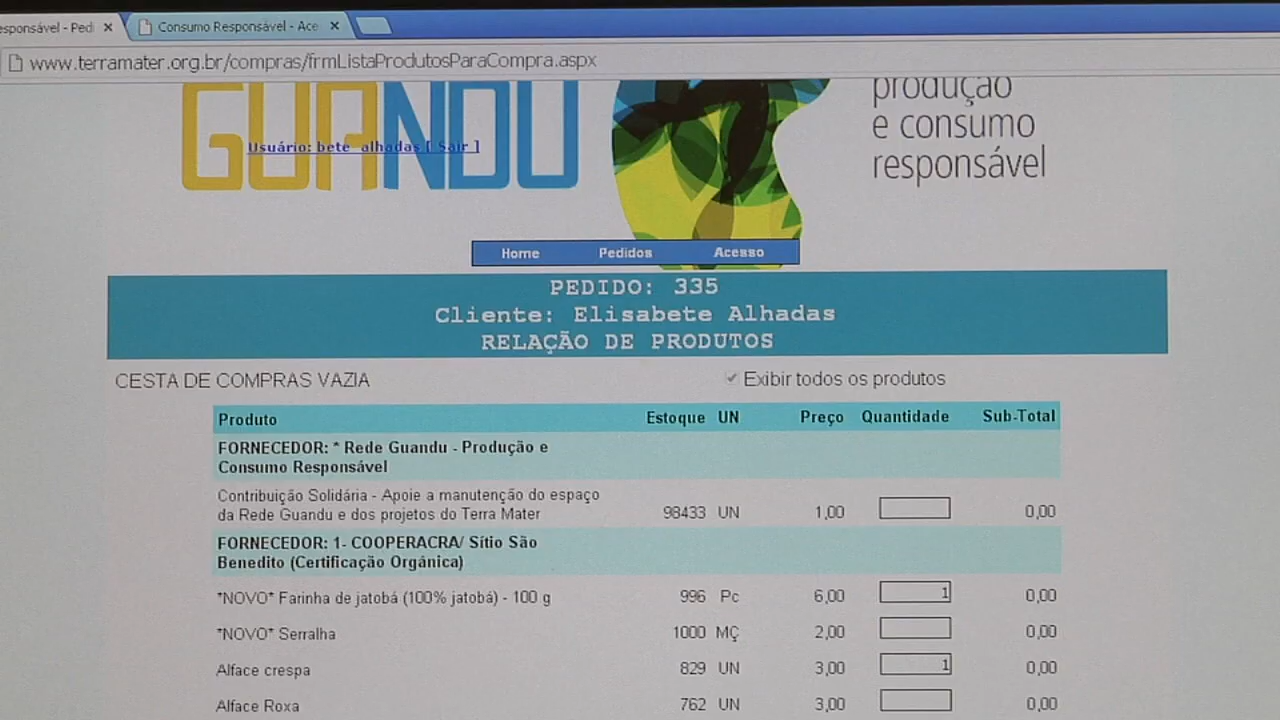 esponsável - Pedi
Consumo Responsável - Ace
www.terramater.org.br/compras/frmListaProdutosParaCompra.aspx
GUANDU
produção
e consumo
responsável
Usuário: bete_alhadas [ Sair ]
Home Pedidos Acesso
PEDIDO: 335
Cliente: Elisabete Alhadas
RELAÇÃO DE PRODUTOS
CESTA DE COMPRAS VAZIA
Exibir todos os produtos
Produto Estoque UN Preço Quantidade Sub-Total
FORNECEDOR: * Rede Guandu - Produção e
Consumo Responsável
Contribuição Solidária - Apoie a manutenção do espaço
da Rede Guandu e dos projetos do Terra Mater 98433 UN 1,00 0,00
FORNECEDOR: 1- COOPERACRA/ Sítio São
Benedito (Certificação Orgânica)
*NOVO* Farinha de jatobá (100% jatobá) - 100 g 996 Pc 6,00 1 0,00
*NOVO* Serralha 1000 MÇ 2,00 0,00
Alface crespa 829 UN 3,00 1 0,00
Alface Roxa 762 UN 3,00 0,00